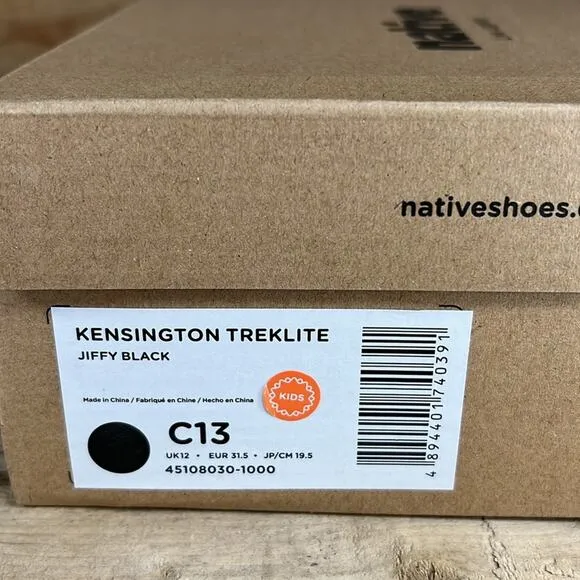 native
nativeshoes.
KENSINGTON TREKLITE
JIFFY BLACK
Made in China / Fabriqué en Chine / Hecho en China
KIDS
C13
UK12 • EUR 31.5 • JP/CM 19.5
45108030-1000
4 894401 740391